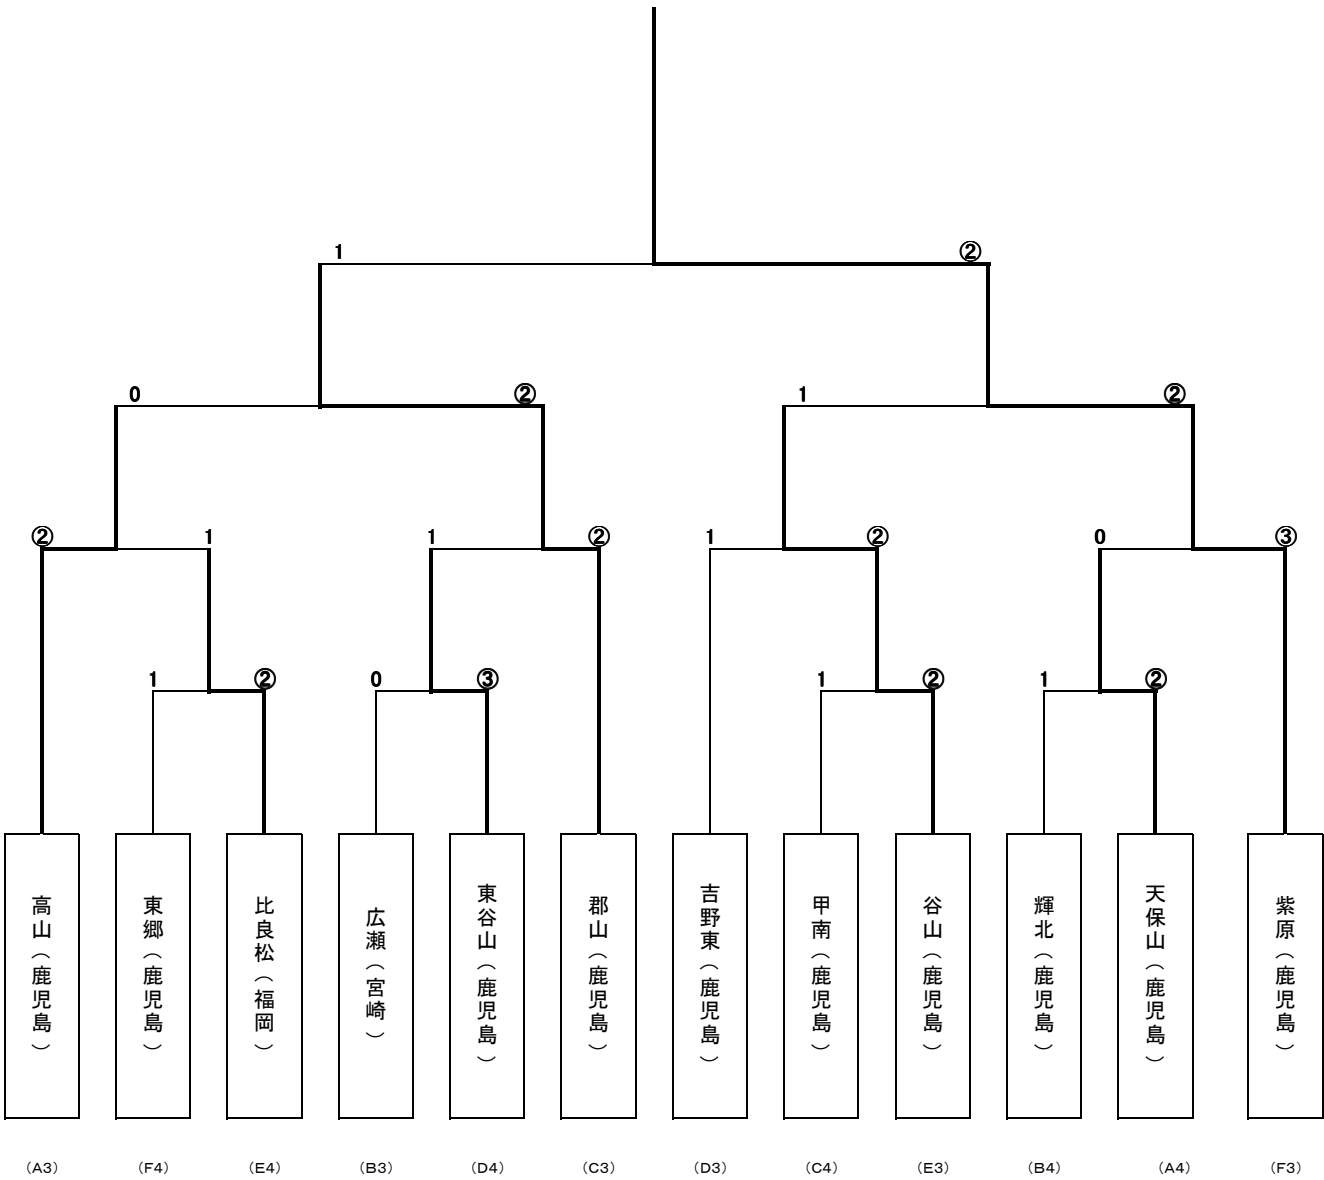 1 ②
0 ② 1 ②
② 1 1 ② 1 ② 0 ③
1 ② 0 ③ 1 ② 1 ②
高山（鹿児島）
東郷（鹿児島）
比良松（福岡）
広瀬（宮崎）
東谷山（鹿児島）
郡山（鹿児島）
吉野東（鹿児島）
甲南（鹿児島）
谷山（鹿児島）
輝北（鹿児島）
天保山（鹿児島）
紫原（鹿児島）
（A3） （F4） （E4） （B3） （D4） （C3） （D3） （C4） （E3） （B4） （A4） （F3）